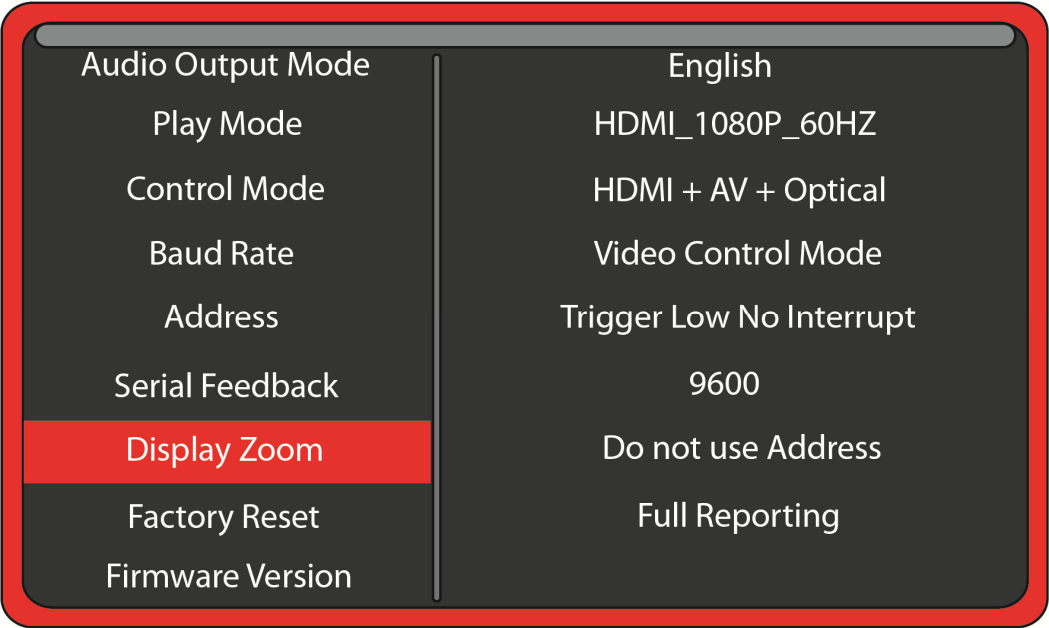 Audio Output Mode
English
Play Mode
HDMI_1080P_60HZ
Control Mode
HDMI + AV + Optical
Baud Rate
Video Control Mode
Address
Trigger Low No Interrupt
Serial Feedback
9600
Display Zoom
Do not use Address
Factory Reset
Full Reporting
Firmware Version